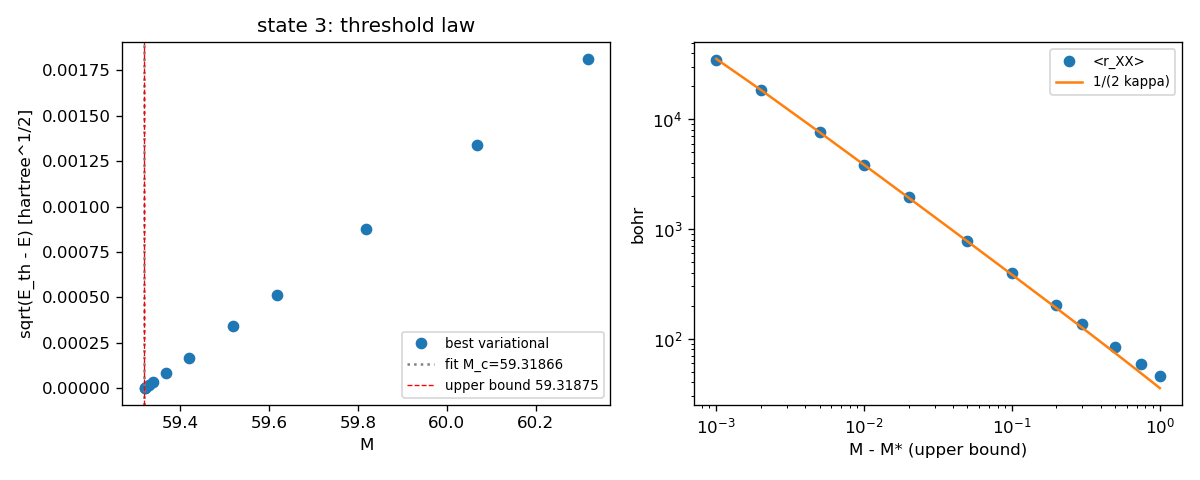 state 3: threshold law
sqrt(E_th - E) [hartree^1/2]
0.00175
0.00150
0.00125
0.00100
0.00075
0.00050
0.00025
0.00000
best variational
fit M_c=59.31866
upper bound 59.31875
59.4 59.6 59.8 60.0 60.2
M
bohr
10^4
10^3
10^2
<r_XX>
1/(2 kappa)
10^-3 10^-2 10^-1 10^0
M - M* (upper bound)